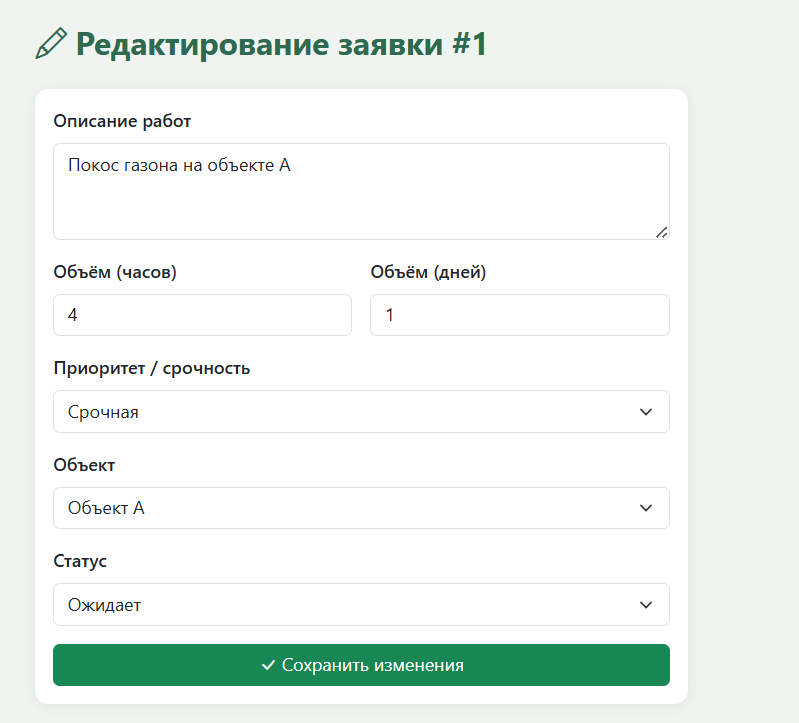 Редактирование заявки #1
Описание работ
Покос газона на объекте А
Объём (часов)
Объём (дней)
4
1
Приоритет / срочность
Срочная
Объект
Объект А
Статус
Ожидает
Сохранить изменения